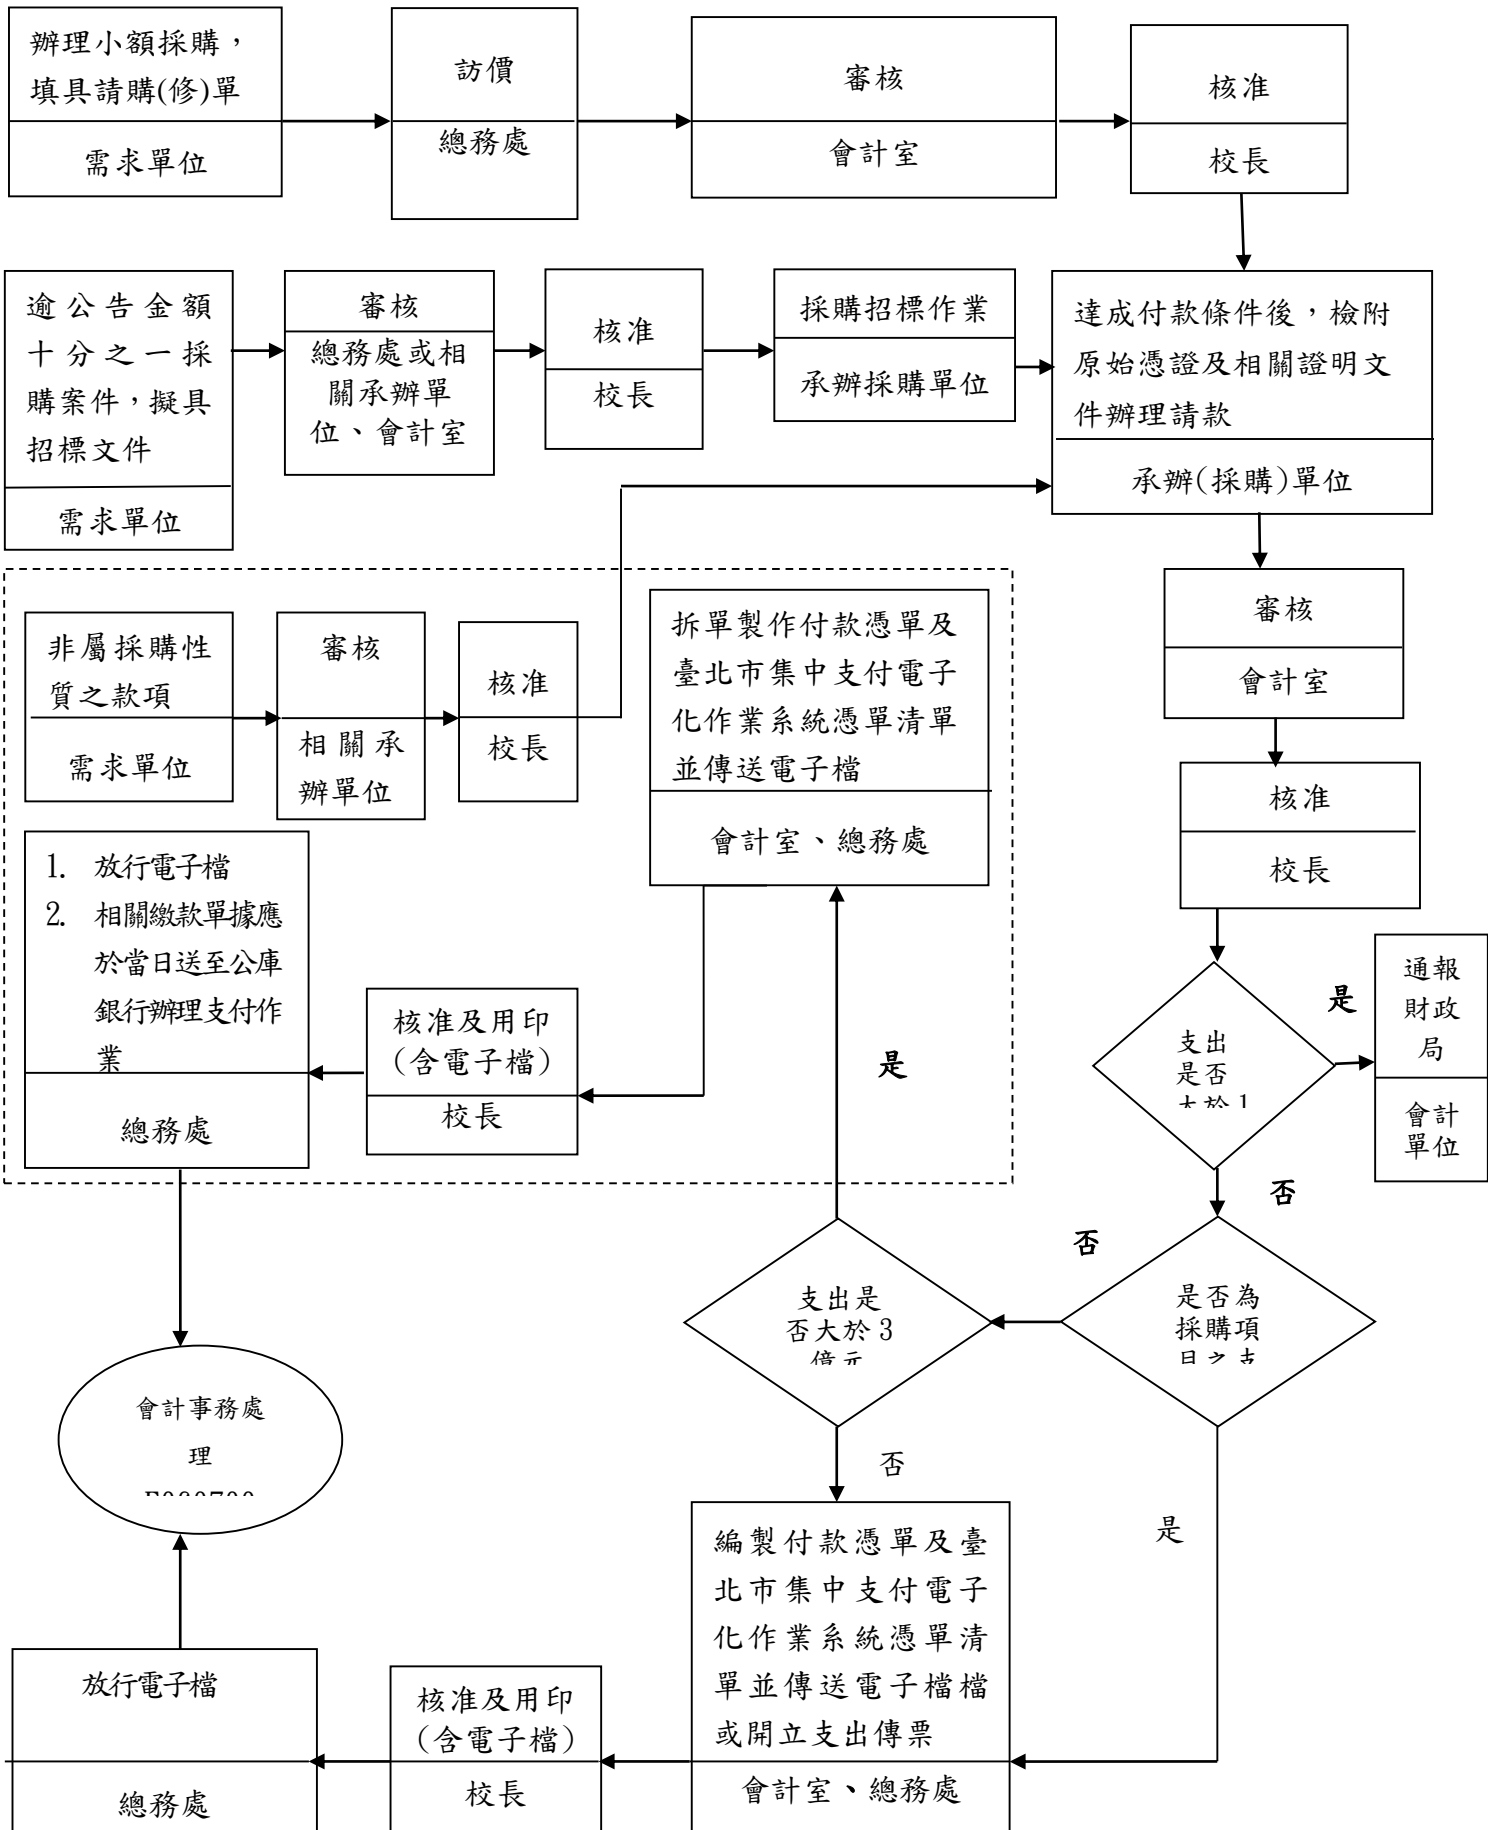 辦理小額採購，
填具請購(修)單
需求單位
訪價
總務處
審核
會計室
核准
校長
逾公告金額
十分之一採
購案件，擬具
招標文件
需求單位
審核
總務處或相
關承辦單
位、會計室
核准
校長
採購招標作業
承辦採購單位
達成付款條件後，檢附
原始憑證及相關證明文
件辦理請款
承辦(採購)單位
非屬採購性
質之款項
需求單位
審核
相關承
辦單位
核准
校長
拆單製作付款憑單及
臺北市集中支付電子
化作業系統憑單清單
並傳送電子檔
會計室、總務處
審核
會計室
核准
校長
1. 放行電子檔
2. 相關繳款單據應
於當日送至公庫
銀行辦理支付作
業
總務處
核准及用印
(含電子檔)
校長
是
支出
是否
大於1
是
通報
財政
局
會計
單位
否
否
支出是
否大於3
億元
是否為
採購項
目之支
會計事務處
理
否
是
編製付款憑單及臺
北市集中支付電子
化作業系統憑單清
單並傳送電子檔檔
或開立支出傳票
會計室、總務處
核准及用印
(含電子檔)
校長
放行電子檔
總務處